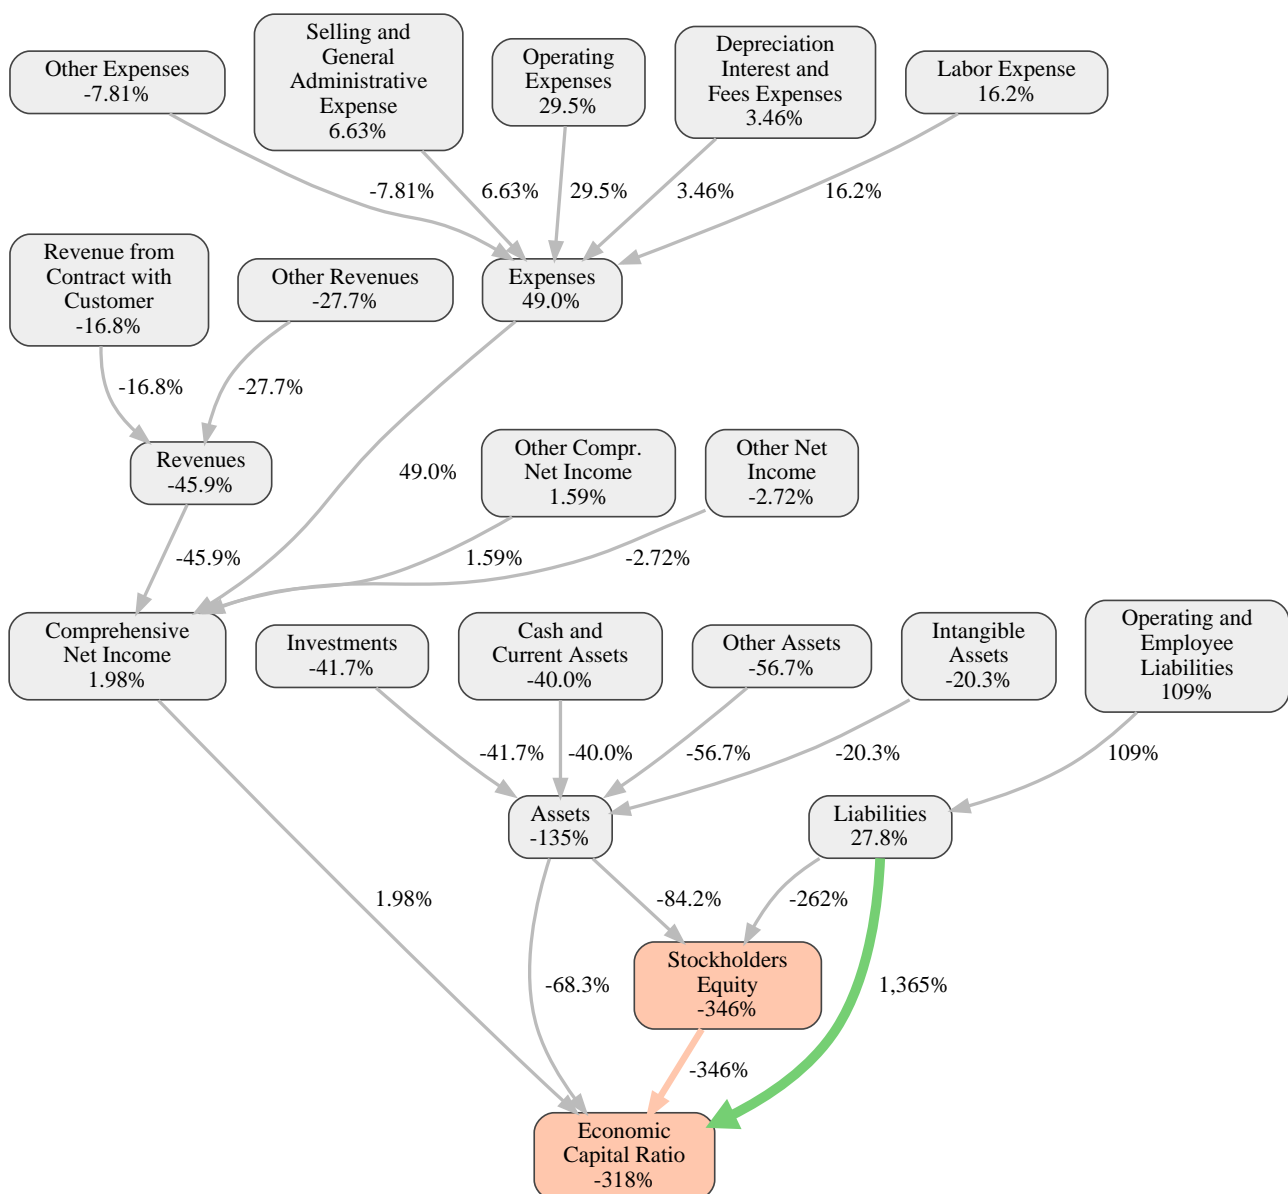 Other Expenses
-7.81%
Selling and
General
Administrative
Expense
6.63%
Operating
Expenses
29.5%
Depreciation
Interest and
Fees Expenses
3.46%
Labor Expense
16.2%
-7.81%
6.63%
29.5%
3.46%
16.2%
Revenue from
Contract with
Customer
-16.8%
Other Revenues
-27.7%
Expenses
49.0%
-16.8%
-27.7%
Revenues
-45.9%
49.0%
Other Compr.
Net Income
1.59%
Other Net
Income
-2.72%
-45.9%
1.59%
-2.72%
Comprehensive
Net Income
1.98%
Investments
-41.7%
Cash and
Current Assets
-40.0%
Other Assets
-56.7%
Intangible
Assets
-20.3%
Operating and
Employee
Liabilities
109%
-41.7%
-40.0%
-56.7%
-20.3%
109%
Assets
-135%
Liabilities
27.8%
1.98%
-84.2%
-262%
-68.3%
Stockholders
Equity
-346%
1,365%
-346%
Economic
Capital Ratio
-318%